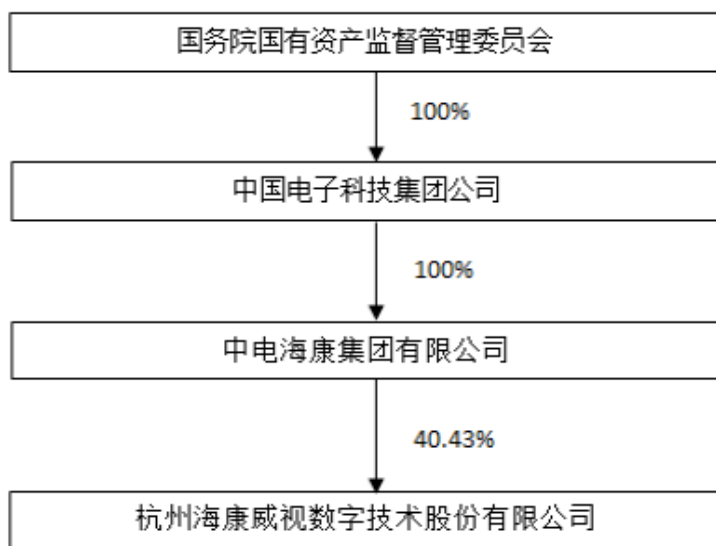 国务院国有资产监督管理委员会
100%
中国电子科技集团公司
100%
中电海康集团有限公司
40.43%
杭州海康威视数字技术股份有限公司